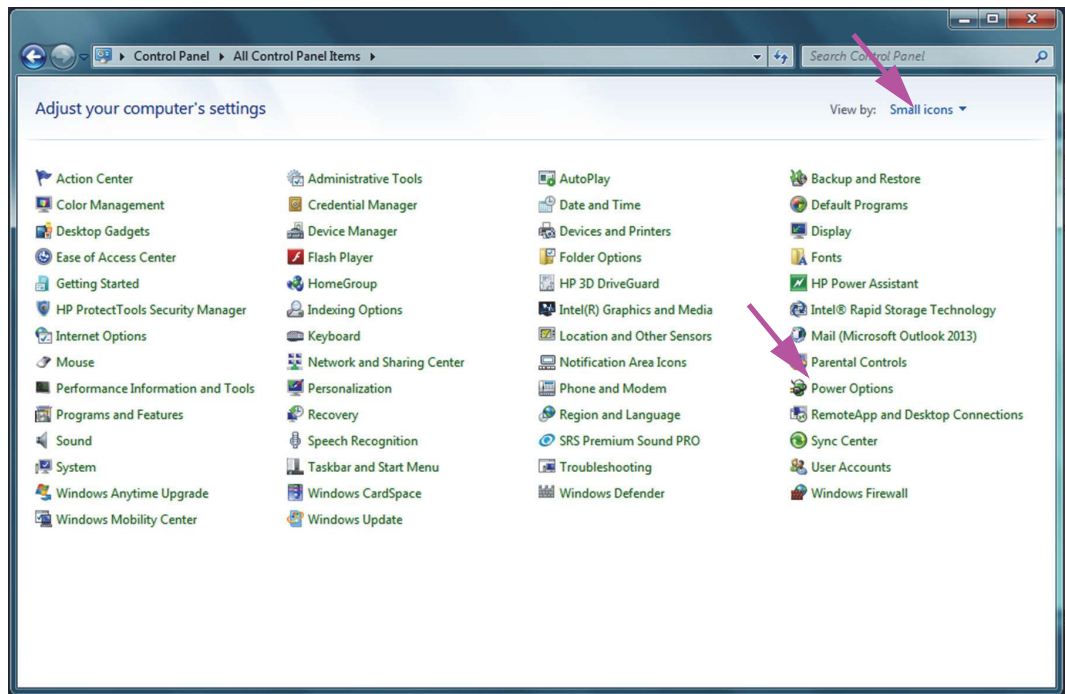 Control Panel All Control Panel Items Search Control Panel
Adjust your computer's settings View by: Small icons
Action Center Administrative Tools AutoPlay Backup and Restore
Color Management Credential Manager Date and Time Default Programs
Desktop Gadgets Device Manager Devices and Printers Display
Ease of Access Center Flash Player Folder Options Fonts
Getting Started HomeGroup HP 3D DriveGuard HP Power Assistant
HP ProtectTools Security Manager Indexing Options Intel(R) Graphics and Media Intel® Rapid Storage Technology
Internet Options Keyboard Location and Other Sensors Mail (Microsoft Outlook 2013)
Mouse Network and Sharing Center Notification Area Icons Parental Controls
Performance Information and Tools Personalization Phone and Modem Power Options
Programs and Features Recovery Region and Language RemoteApp and Desktop Connections
Sound Speech Recognition SRS Premium Sound PRO Sync Center
System Taskbar and Start Menu Troubleshooting User Accounts
Windows Anytime Upgrade Windows CardSpace Windows Defender Windows Firewall
Windows Mobility Center Windows Update